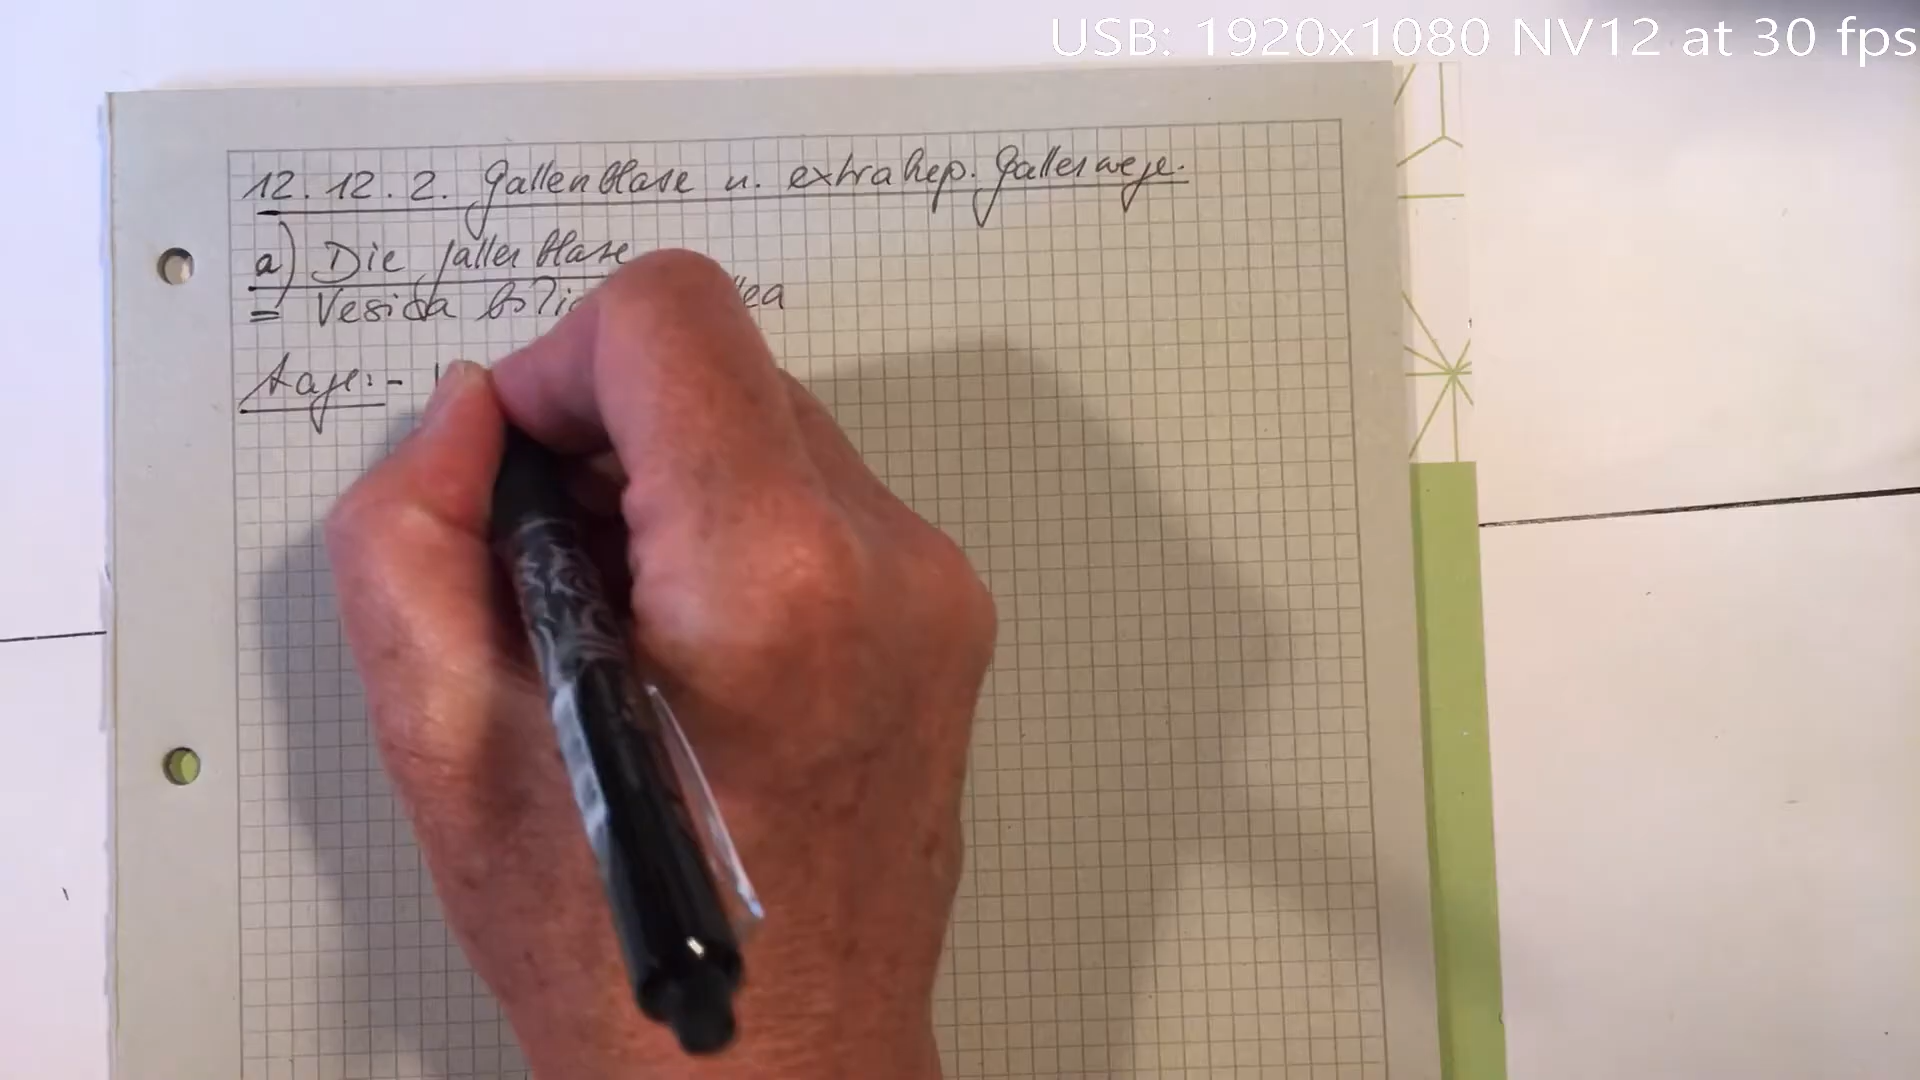 USB: 1920x1080 NV12 at 30 fps
12.12.2. Gallenblase u. extrahep. Gallenwege.
a) Die Gallenblase
= Vesica
Lage: -